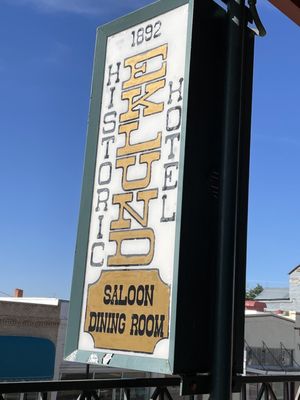 1892
HISTORIC
EKLUND
HOTEL
SALOON
DINING ROOM